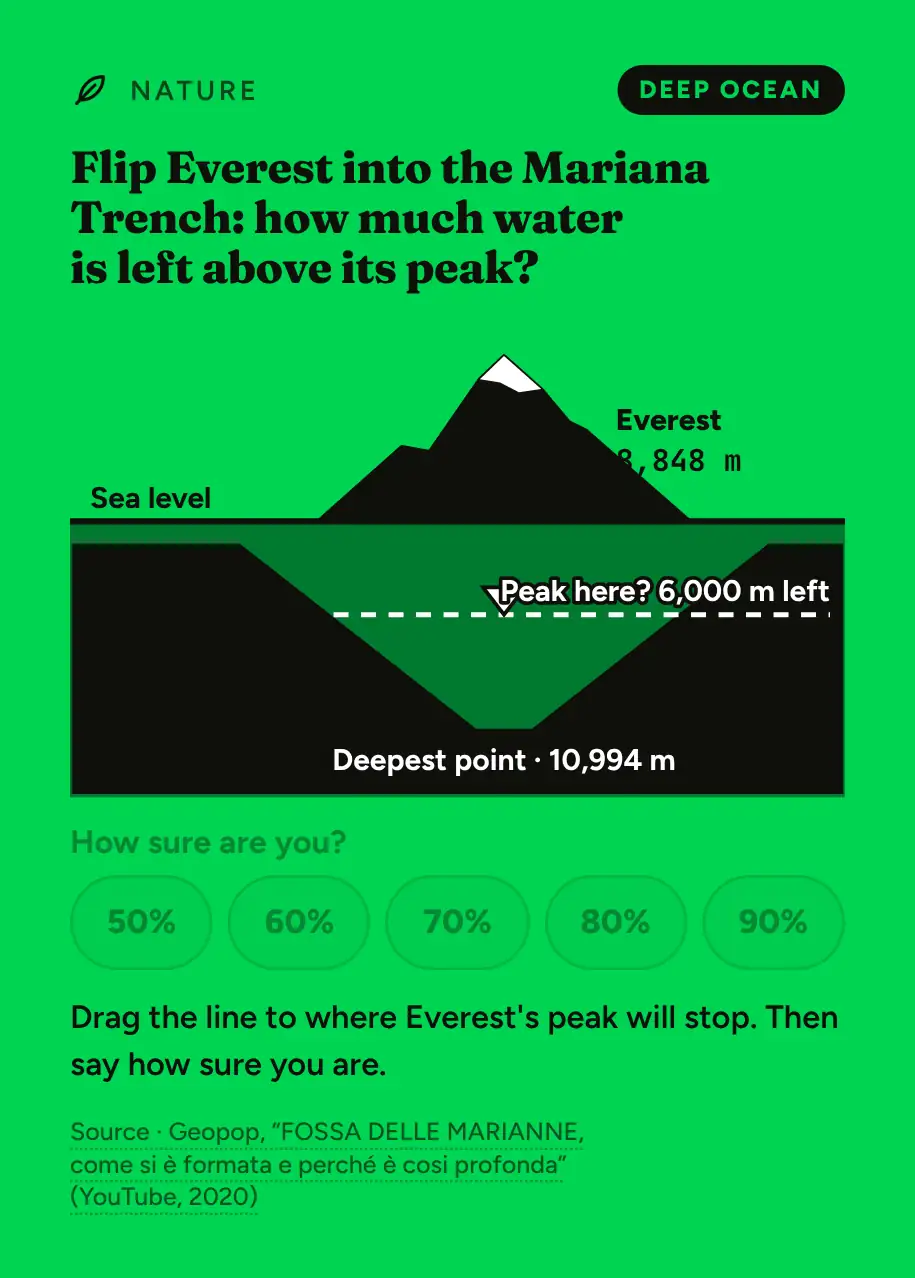 NATURE
DEEP OCEAN
Flip Everest into the Mariana
Trench: how much water
is left above its peak?
Everest
8,848 m
Sea level
Peak here? 6,000 m left
Deepest point · 10,994 m
How sure are you?
50% 60% 70% 80% 90%
Drag the line to where Everest's peak will stop. Then
say how sure you are.
Source · Geopop, “FOSSA DELLE MARIANNE,
come si è formata e perché è cosi profonda”
(YouTube, 2020)